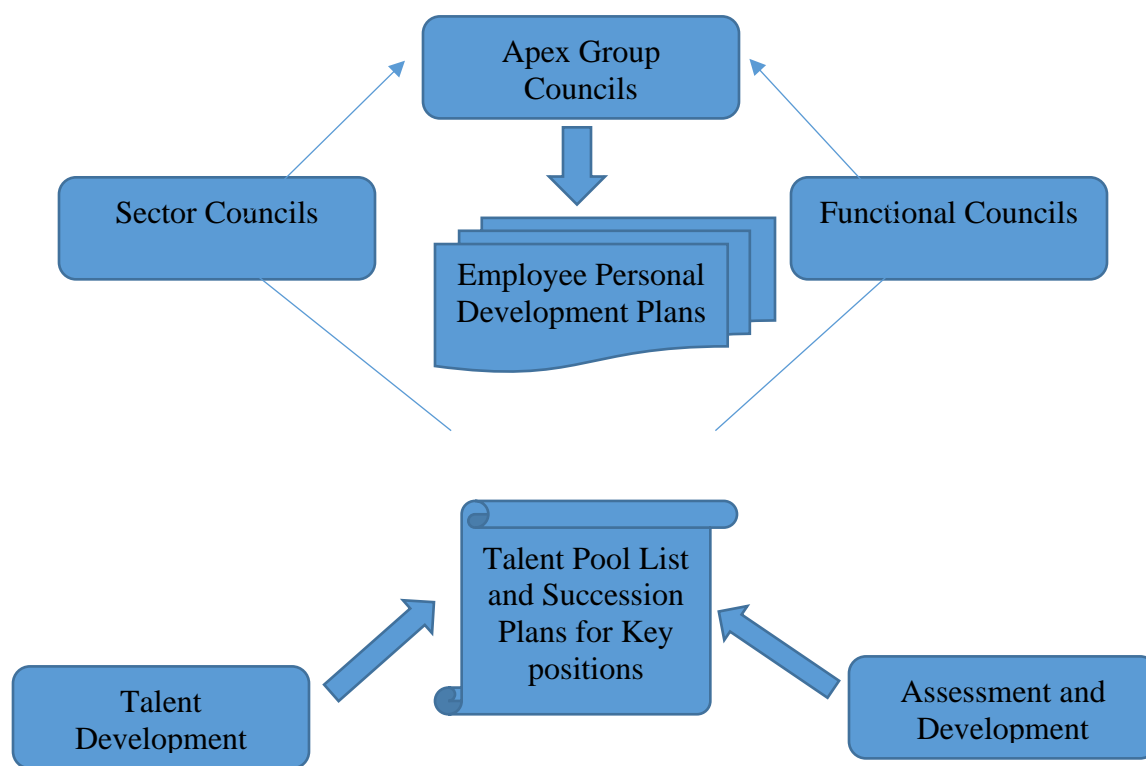 Apex Group
Councils
Sector Councils
Functional Councils
Employee Personal
Development Plans
Talent Pool List
and Succession
Plans for Key
positions
Talent
Development
Assessment and
Development